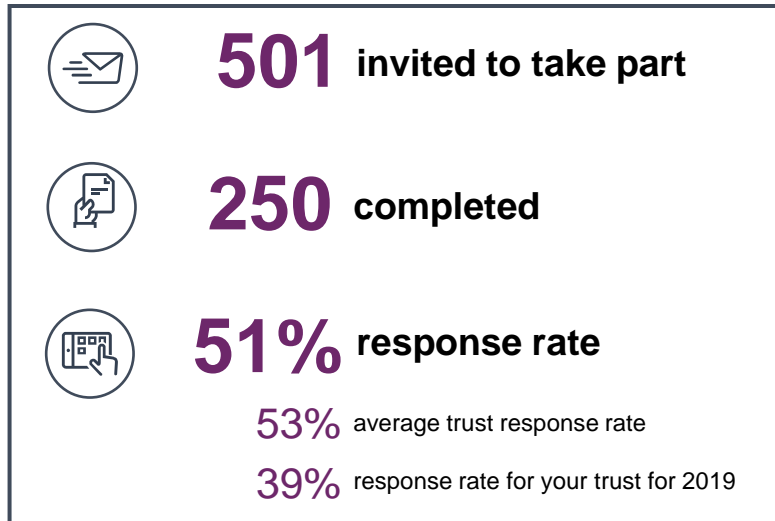 501 invited to take part
250 completed
51% response rate
53% average trust response rate
39% response rate for your trust for 2019